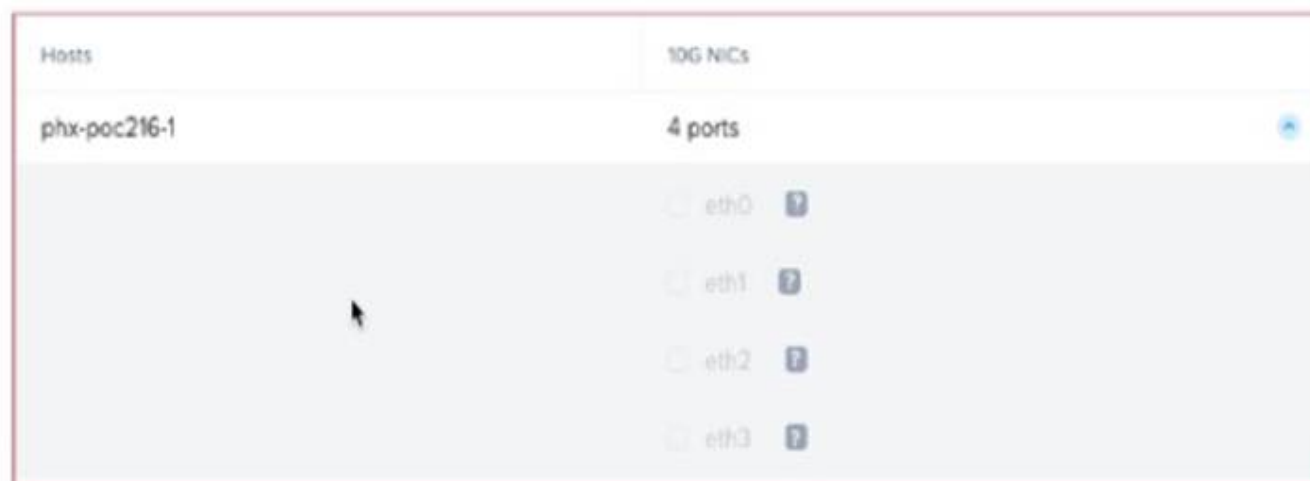 Hosts 10G NICs
phx-poc216-1 4 ports
eth0 ?
eth1 ?
eth2 ?
eth3 ?